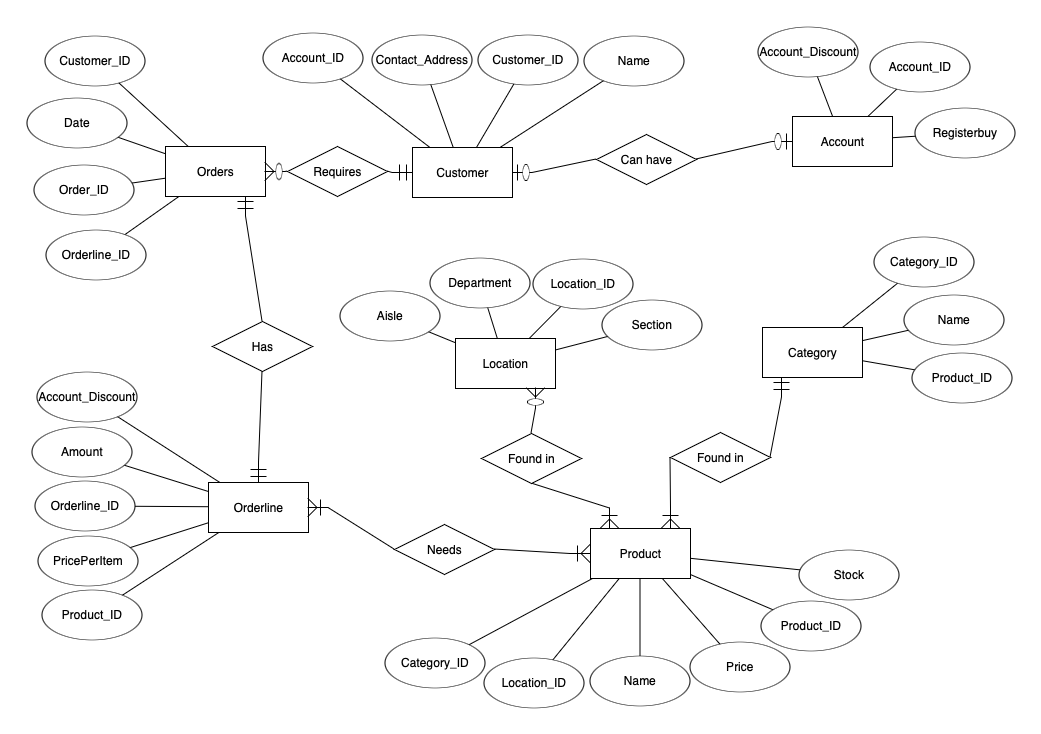 Account_Discount
Customer_ID
Account_ID
Contact_Address
Customer_ID
Name
Account_ID
Date
Registerbuy
Account
Orders
Requires
Customer
Can have
Order_ID
Orderline_ID
Category_ID
Department
Location_ID
Aisle
Section
Name
Has
Location
Category
Product_ID
Account_Discount
Amount
Found in
Found in
Orderline_ID
Orderline
PricePerItem
Needs
Product
Stock
Product_ID
Product_ID
Category_ID
Location_ID
Name
Price